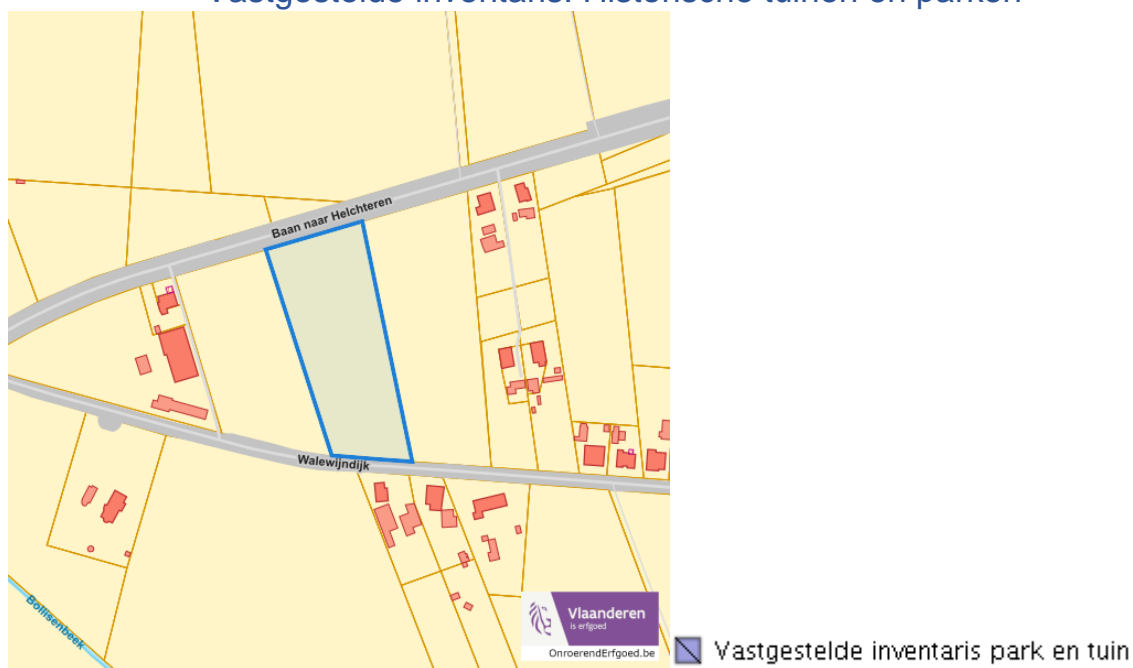 Vastgestelde inventaris: Historische tuinen en parken
Baan naar Helchteren
Walewijndijk
Bollisenbeek
Vlaanderen
is erfgoed
OnroerendErfgoed.be
Vastgestelde inventaris park en tuin